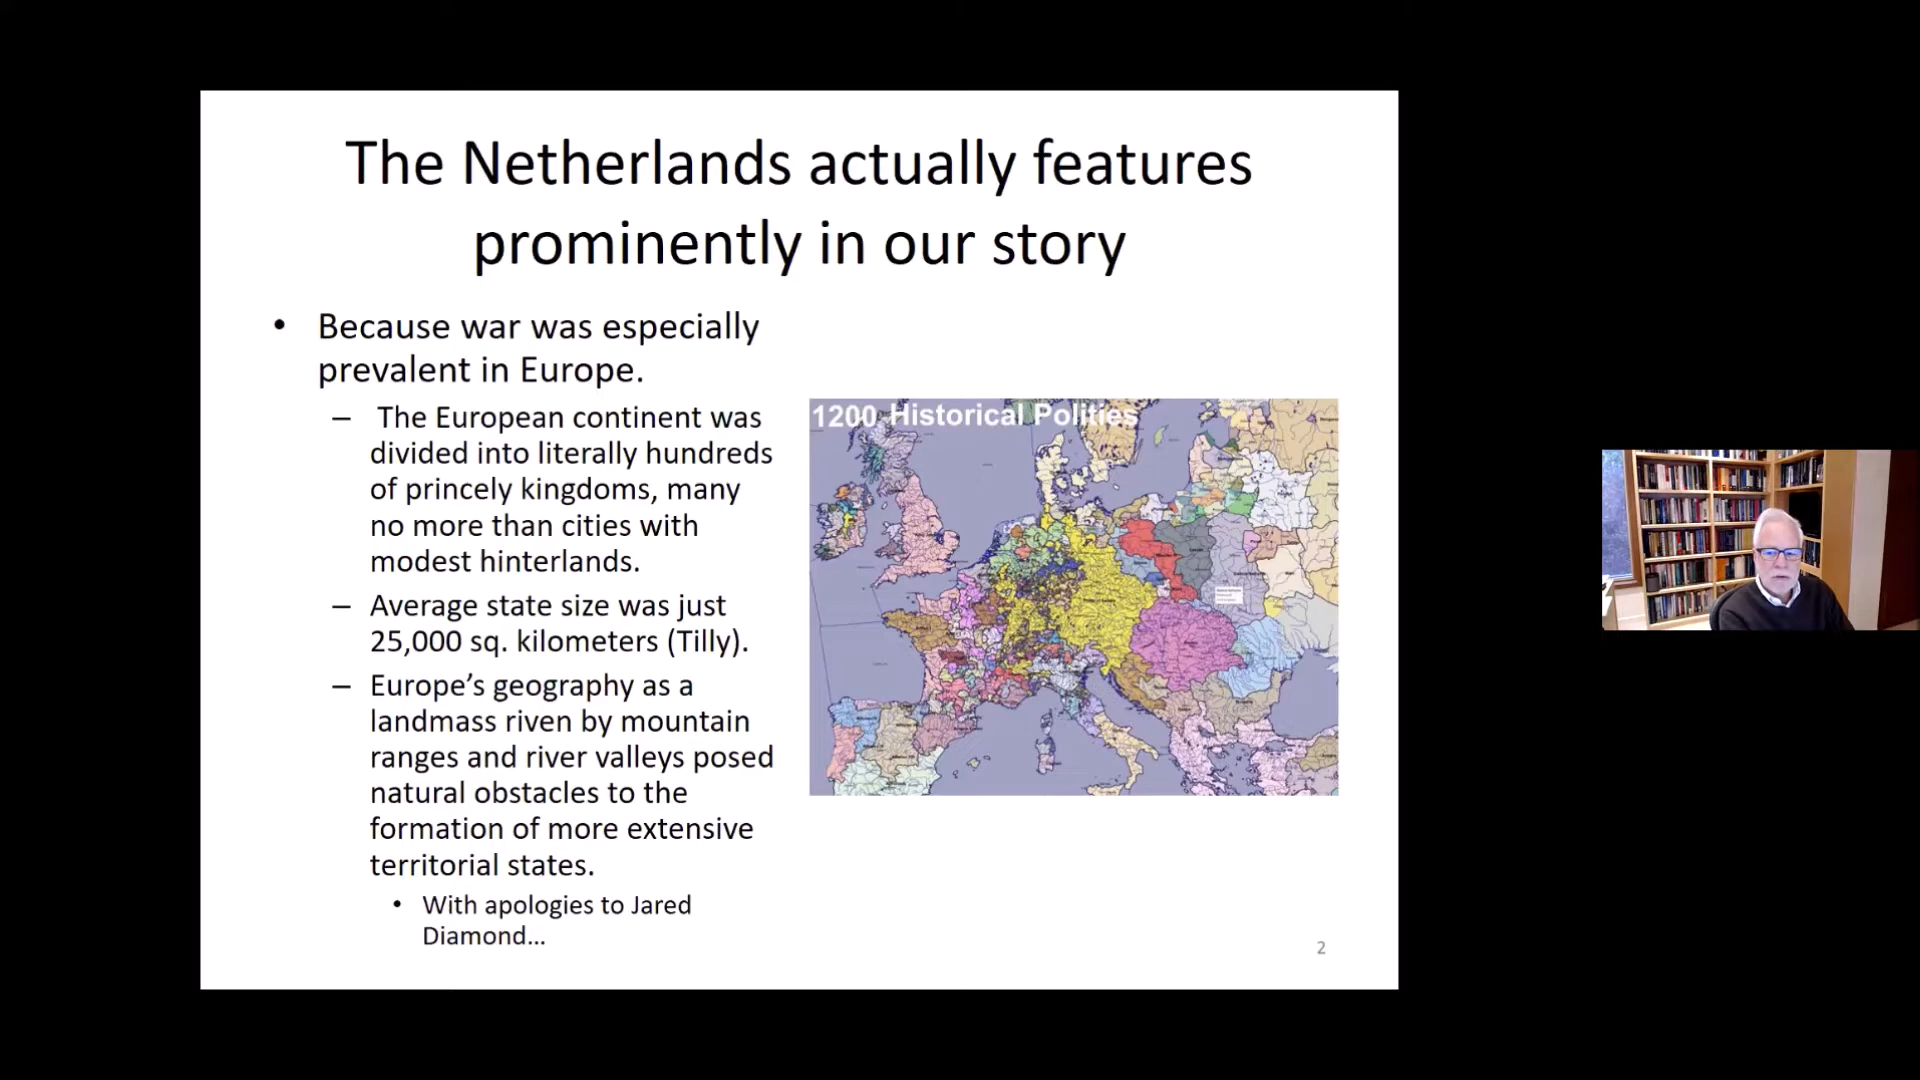 The Netherlands actually features
prominently in our story
• Because war was especially
prevalent in Europe.
– The European continent was
divided into literally hundreds
of princely kingdoms, many
no more than cities with
modest hinterlands.
– Average state size was just
25,000 sq. kilometers (Tilly).
– Europe’s geography as a
landmass riven by mountain
ranges and river valleys posed
natural obstacles to the
formation of more extensive
territorial states.
• With apologies to Jared
Diamond…
1200 Historical Polities
2